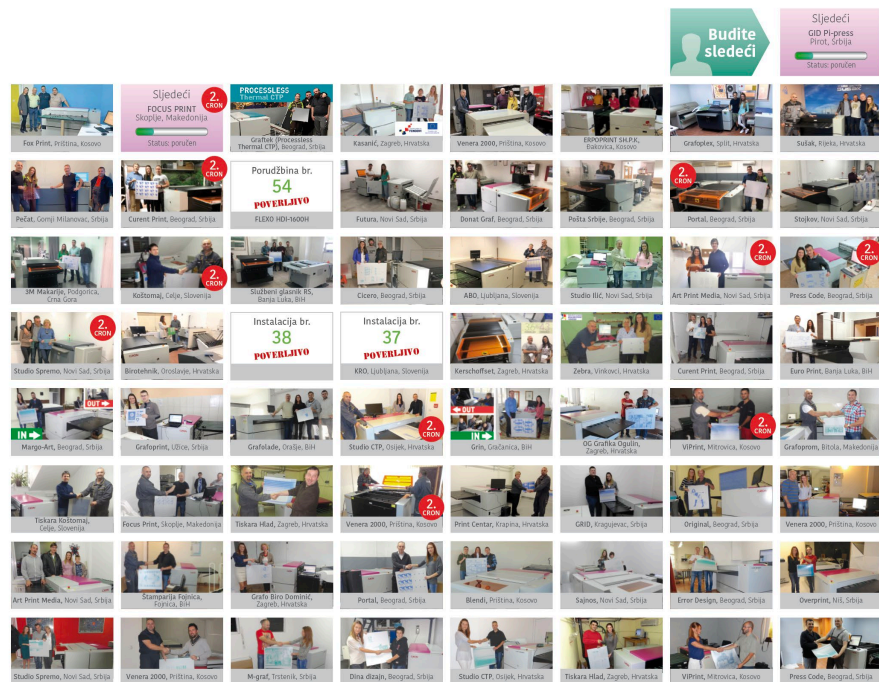 Budite
sledeći
Sljedeći
GID Pi-press
Pirot, Srbija
Status: poručen
Fox Print, Priština, Kosovo
Sljedeći
2.
CRON
FOCUS PRINT
Skoplje, Makedonija
Status: poručen
PROCESSLESS
Thermal CTP
Graftek (Processless
Thermal CTP), Beograd, Srbija
Kasanić, Zagreb, Hrvatska
Venera 2000, Priština, Kosovo
ERPOPRINT SH.P.K,
Đakovica, Kosovo
Grafoplex, Split, Hrvatska
Sušak, Rijeka, Hrvatska
Pečat, Gornji Milanovac, Srbija
2.
CRON
Curent Print, Beograd, Srbija
Porudžbina br.
54
POVERLJIVO
FLEXO HDI-1600H
Futura, Novi Sad, Srbija
Donat Graf, Beograd, Srbija
Pošta Srbije, Beograd, Srbija
2.
CRON
Portal, Beograd, Srbija
Stojkov, Novi Sad, Srbija
3M Makarije, Podgorica,
Crna Gora
2.
CRON
Koštomaj, Celje, Slovenija
Službeni glasnik RS,
Banja Luka, BiH
Cicero, Beograd, Srbija
ABO, Ljubljana, Slovenija
Studio Ilić, Novi Sad, Srbija
2.
CRON
Art Print Media, Novi Sad, Srbija
2.
CRON
Press Code, Beograd, Srbija
2.
CRON
Studio Spremo, Novi Sad, Srbija
Birotehnik, Oroslavje, Hrvatska
Instalacija br.
38
POVERLJIVO
Instalacija br.
37
POVERLJIVO
KRO, Ljubljana, Slovenija
Kerschoffset, Zagreb, Hrvatska
Zebra, Vinkovci, Hrvatska
Curent Print, Beograd, Srbija
Euro Print, Banja Luka, BiH
OUT
IN
Margo-Art, Beograd, Srbija
Grafoprint, Užice, Srbija
Grafolade, Orašje, BiH
2.
CRON
Studio CTP, Osijek, Hrvatska
OUT
IN
Grin, Gračanica, BiH
OG Grafika Ogulin,
Zagreb, Hrvatska
2.
CRON
ViPrint, Mitrovica, Kosovo
Grafoprom, Bitola, Makedonija
Tiskara Koštomaj,
Celje, Slovenija
Focus Print, Skoplje, Makedonija
Tiskara Hlad, Zagreb, Hrvatska
2.
CRON
Venera 2000, Priština, Kosovo
Print Centar, Krapina, Hrvatska
GRID, Kragujevac, Srbija
Original, Beograd, Srbija
Venera 2000, Priština, Kosovo
Art Print Media, Novi Sad, Srbija
Štamparija Fojnica,
Fojnica, BiH
Grafo Biro Dominić,
Zagreb, Hrvatska
Portal, Beograd, Srbija
Blendi, Priština, Kosovo
Sajnos, Novi Sad, Srbija
Error Design, Beograd, Srbija
Overprint, Niš, Srbija
Studio Spremo, Novi Sad, Srbija
Venera 2000, Priština, Kosovo
M-graf, Trstenik, Srbija
Dina dizajn, Beograd, Srbija
Studio CTP, Osijek, Hrvatska
Tiskara Hlad, Zagreb, Hrvatska
ViPrint, Mitrovica, Kosovo
Press Code, Beograd, Srbija